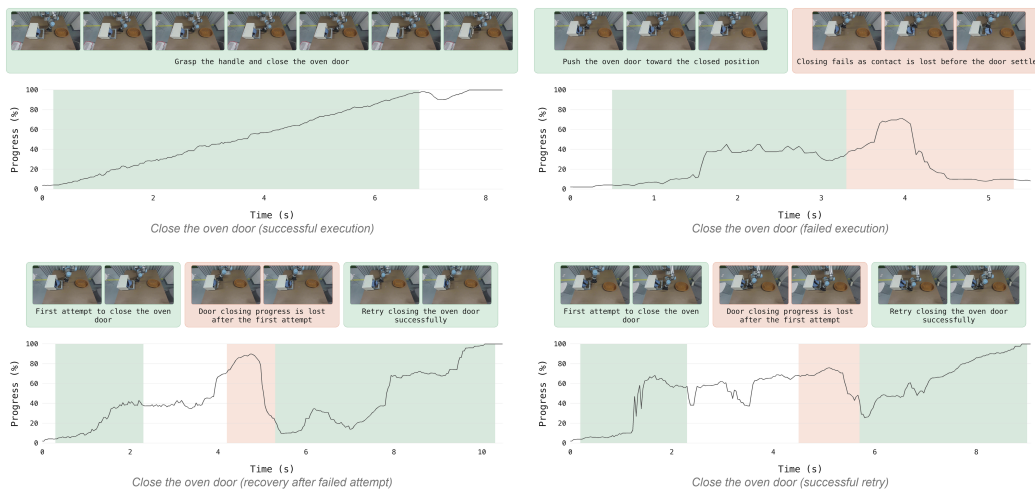 Grasp the handle and close the oven door
Push the oven door toward the closed position
Closing fails as contact is lost before the door settle
100
80
60
40
20
0
Progress (%)
0 2 4 6 8
Time (s)
Close the oven door (successful execution)
100
80
60
40
20
0
Progress (%)
0 1 2 3 4 5
Time (s)
Close the oven door (failed execution)
First attempt to close the oven
door
Door closing progress is lost
after the first attempt
Retry closing the oven door
successfully
First attempt to close the oven
door
Door closing progress is lost
after the first attempt
Retry closing the oven door
successfully
100
80
60
40
20
0
Progress (%)
0 2 4 6 8 10
Time (s)
Close the oven door (recovery after failed attempt)
100
80
60
40
20
0
Progress (%)
0 2 4 6 8
Time (s)
Close the oven door (successful retry)